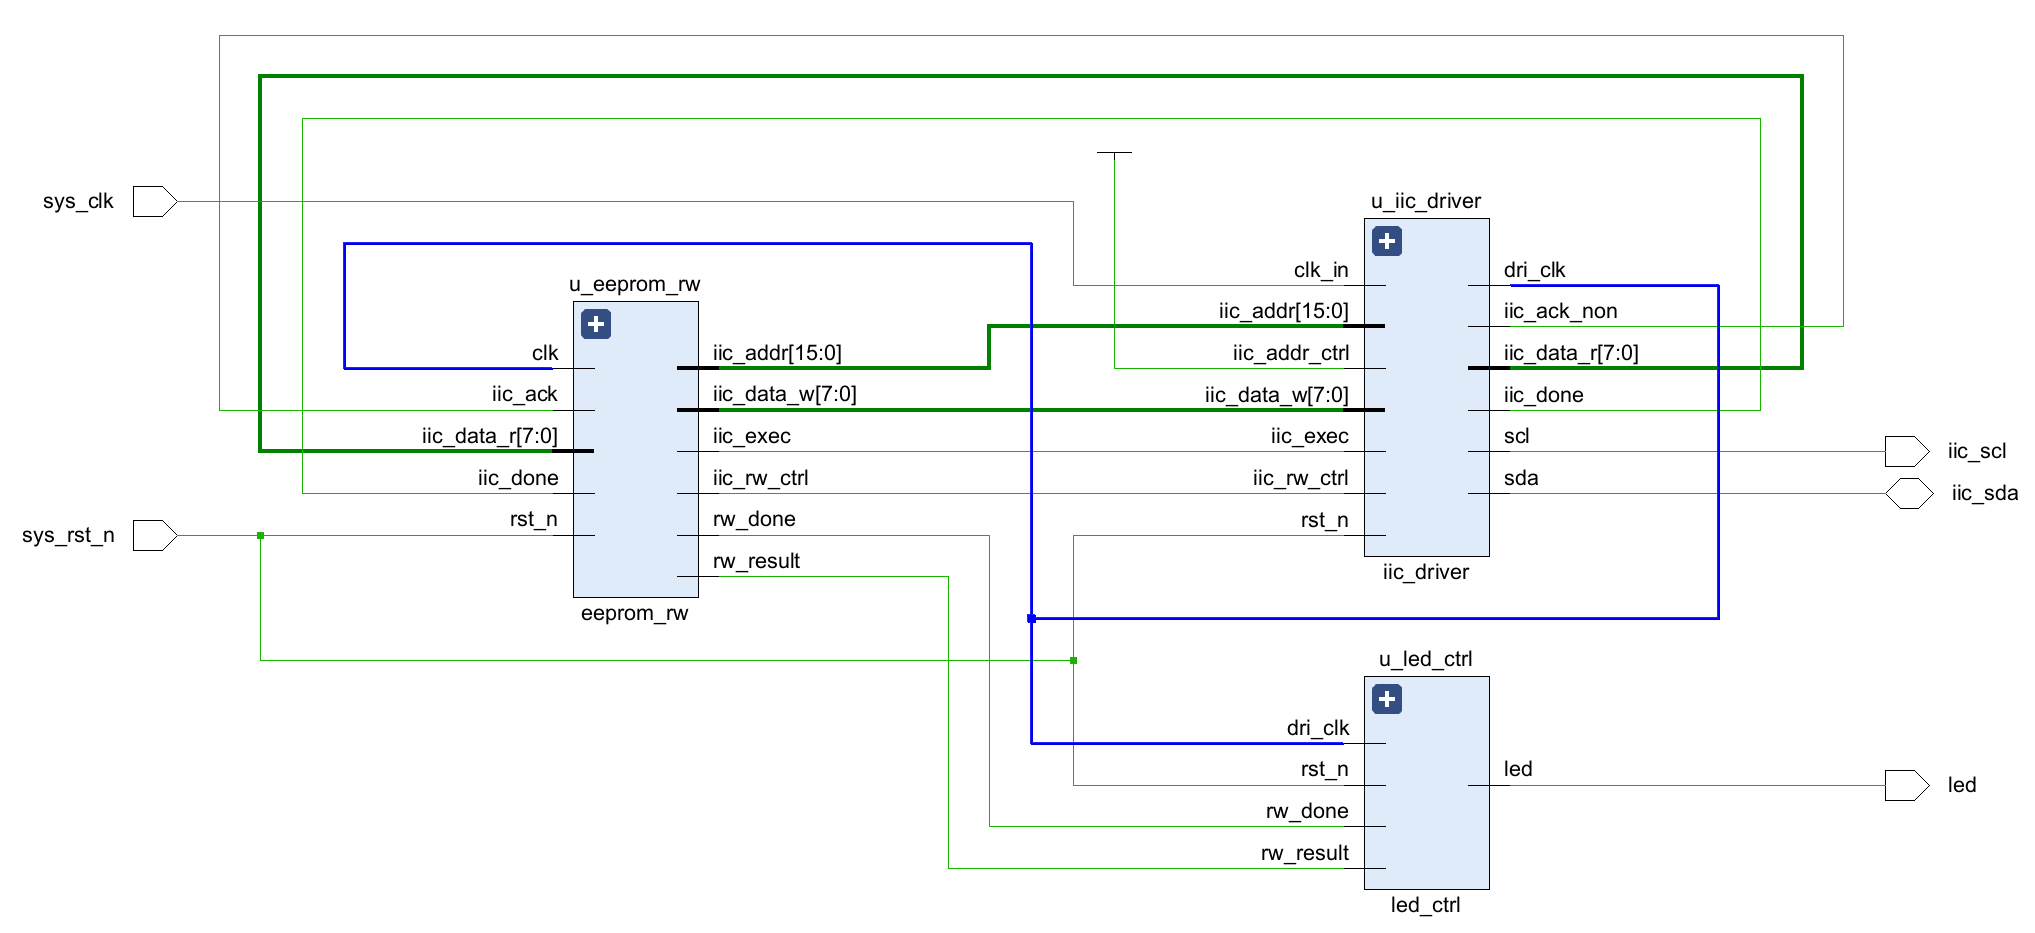 sys_clk
sys_rst_n
u_eeprom_rw
clk
iic_ack
iic_data_r[7:0]
iic_done
rst_n
iic_addr[15:0]
iic_data_w[7:0]
iic_exec
iic_rw_ctrl
rw_done
rw_result
eeprom_rw
u_iic_driver
clk_in
iic_addr[15:0]
iic_addr_ctrl
iic_data_w[7:0]
iic_exec
iic_rw_ctrl
rst_n
dri_clk
iic_ack_non
iic_data_r[7:0]
iic_done
scl
sda
iic_driver
u_led_ctrl
dri_clk
rst_n
rw_done
rw_result
led
led_ctrl
iic_scl
iic_sda
led